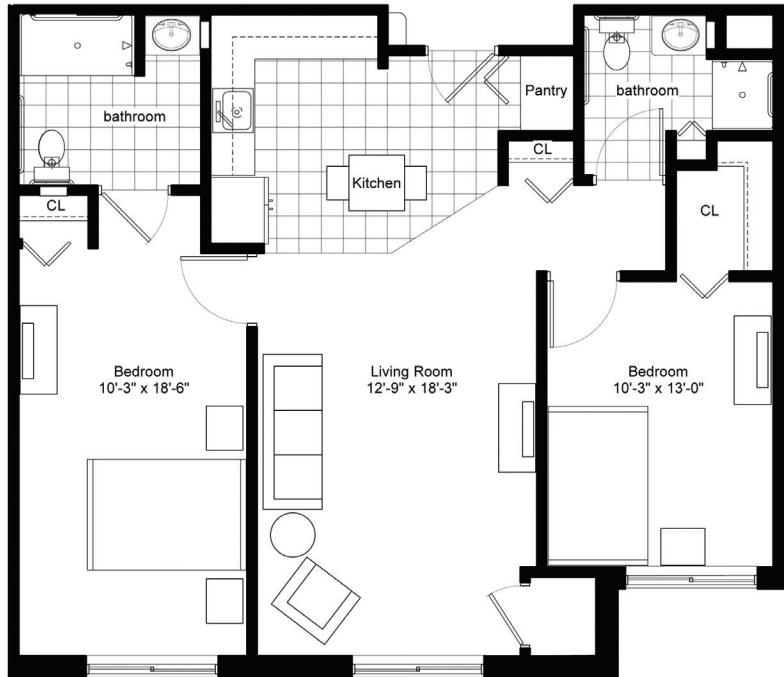 bathroom
Pantry
bathroom
CL
Kitchen
CL
CL
Bedroom
10'-3" x 18'-6"
Living Room
12'-9" x 18'-3"
Bedroom
10'-3" x 13'-0"